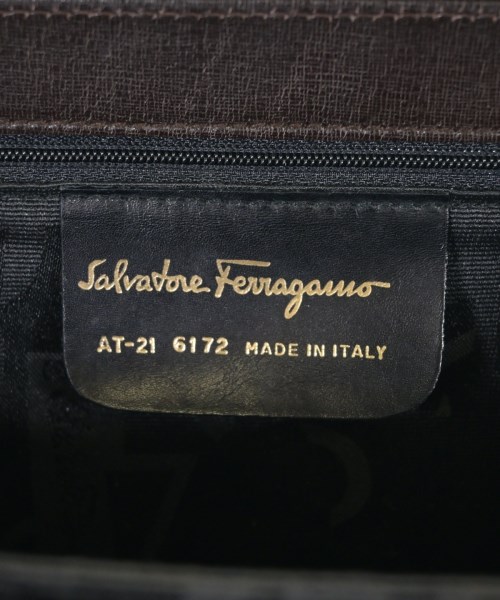 Salvatore Ferragamo
AT-21 6172 MADE IN ITALY